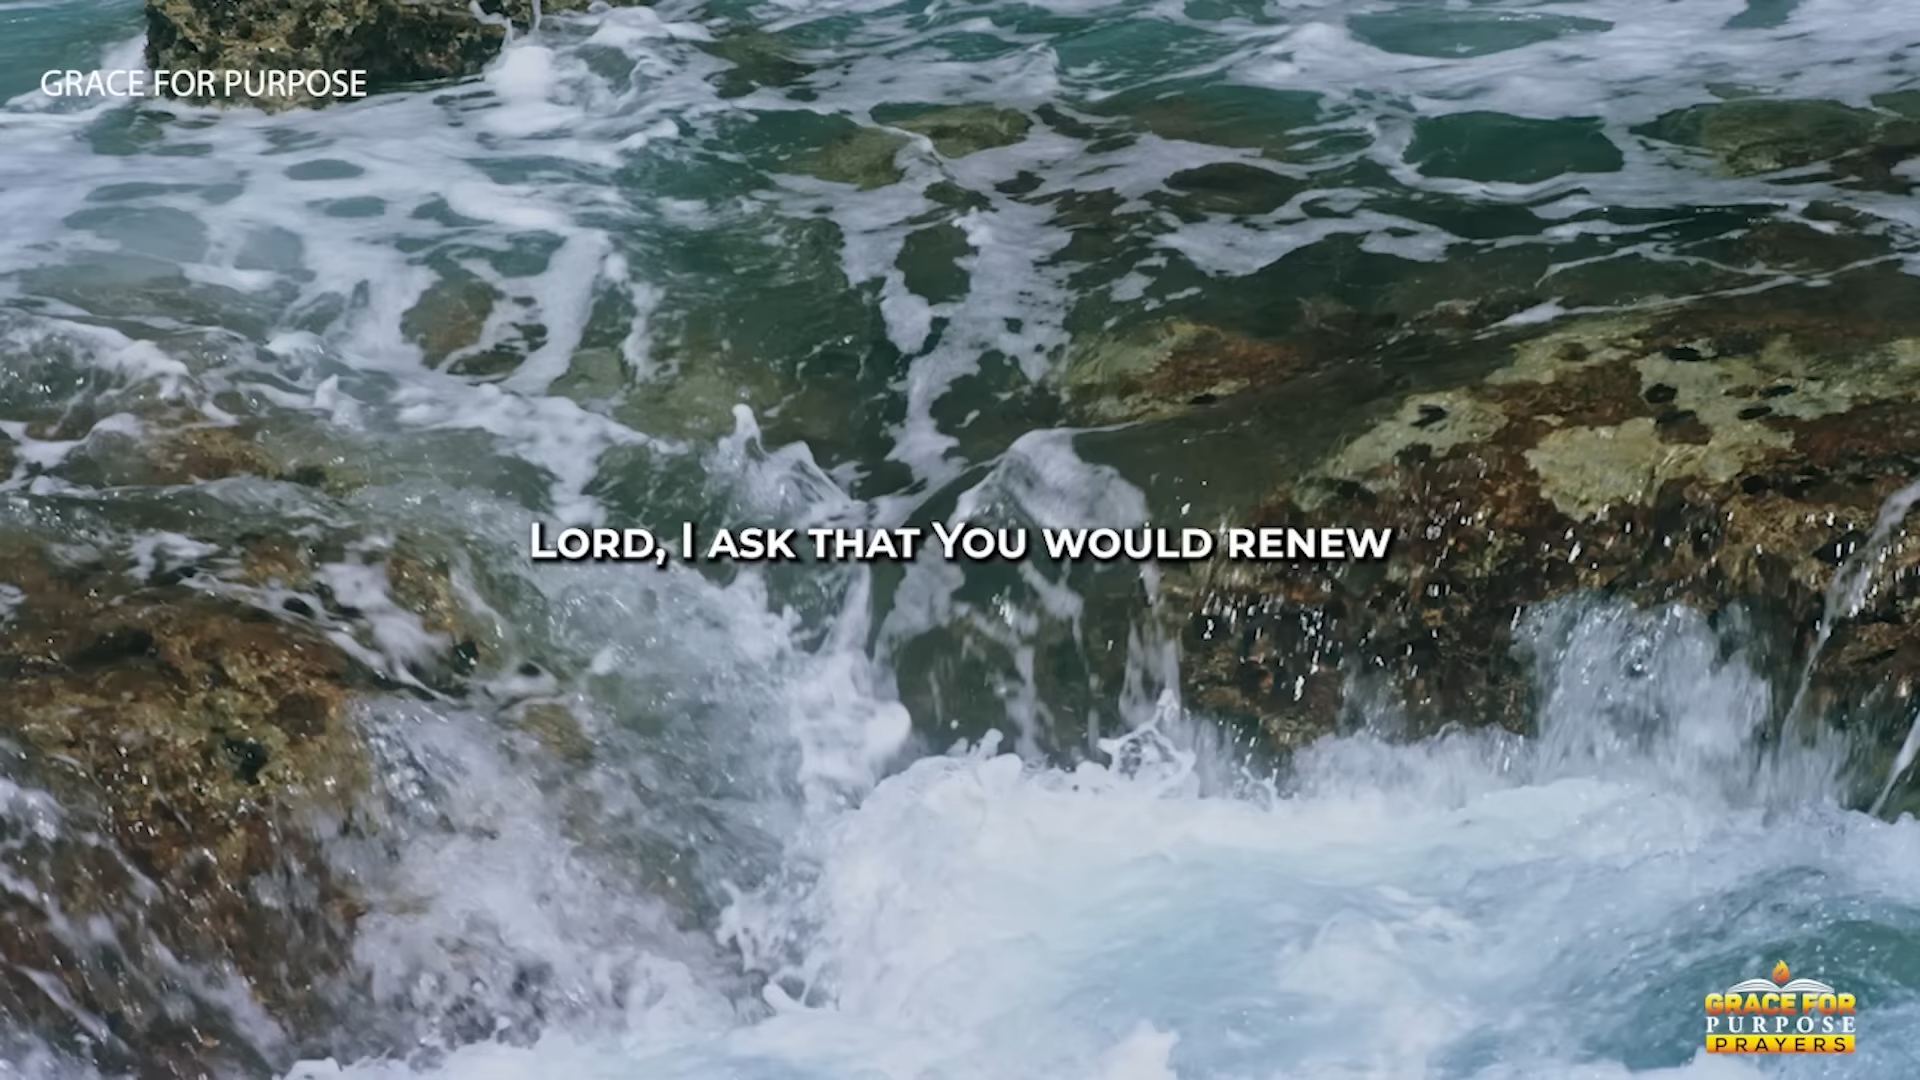 GRACE FOR PURPOSE
LORD, I ASK THAT YOU WOULD RENEW
GRACE FOR
PURPOSE
PRAYERS